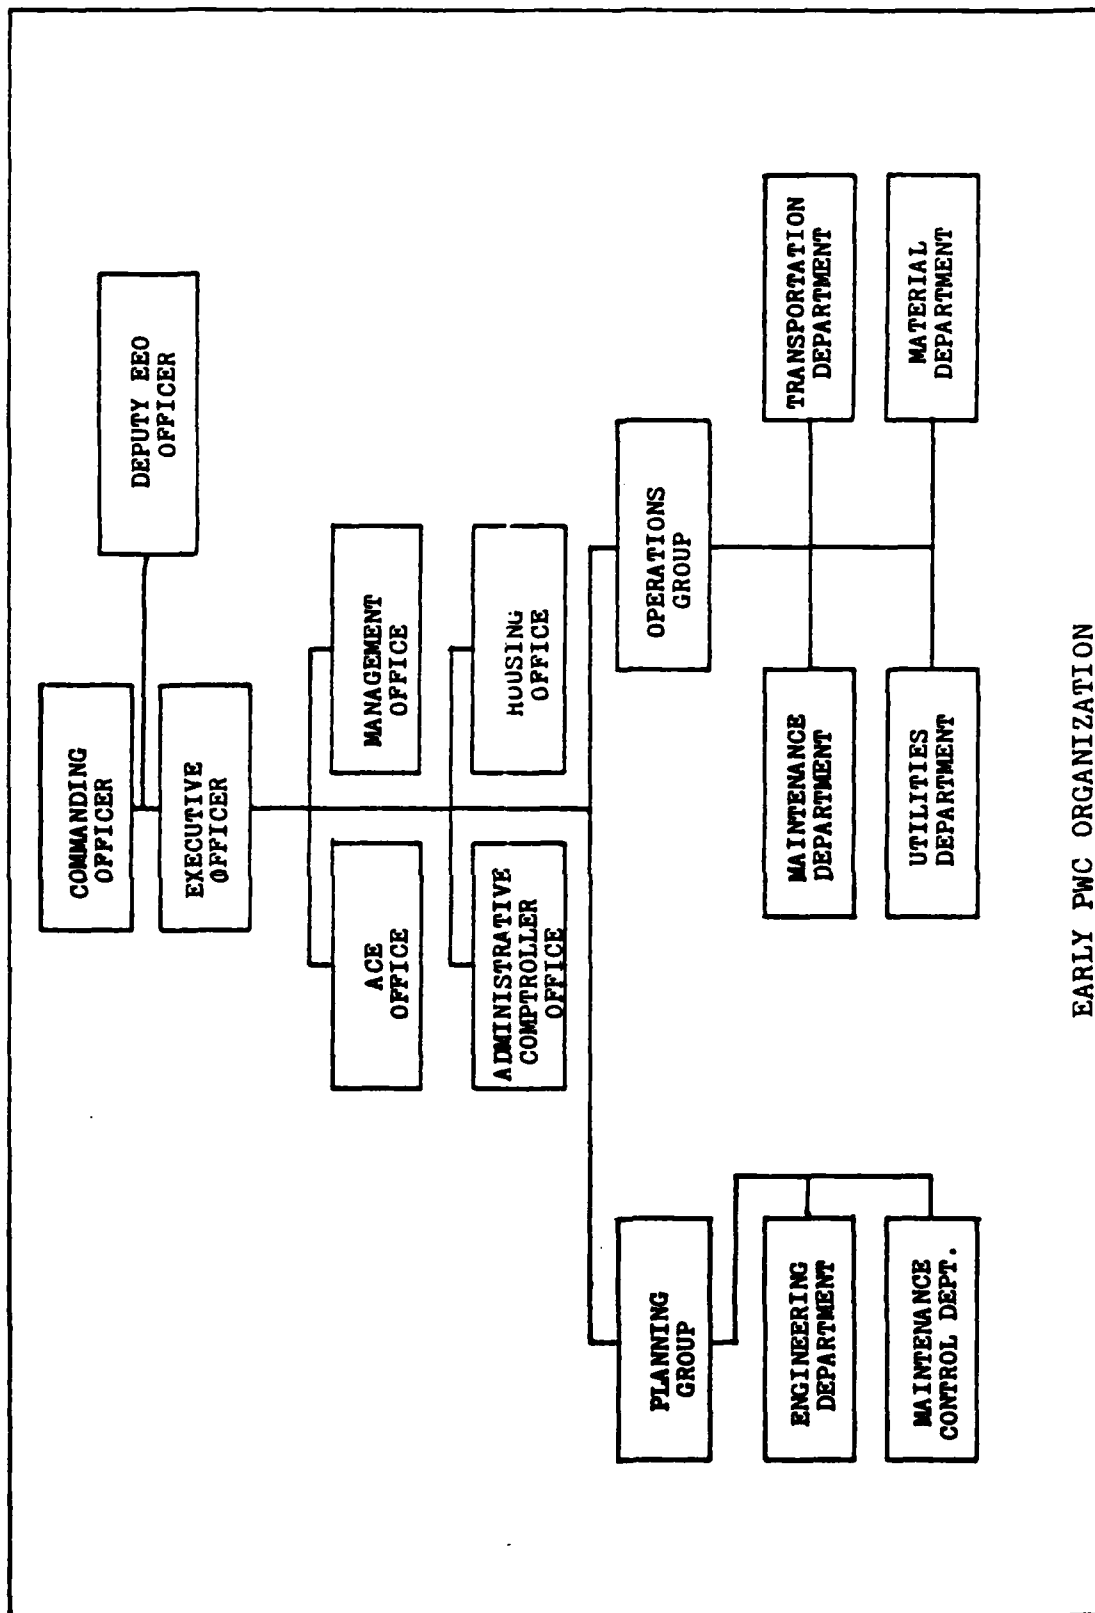 COMMANDING
OFFICER
DEPUTY EEO
OFFICER
EXECUTIVE
OFFICER
ACE
OFFICE
MANAGEMENT
OFFICE
ADMINISTRATIVE
COMPTROLLER
OFFICE
HOUSING
OFFICE
PLANNING
GROUP
OPERATIONS
GROUP
ENGINEERING
DEPARTMENT
MAINTENANCE
DEPARTMENT
TRANSPORTATION
DEPARTMENT
MAINTENANCE
CONTROL DEPT.
UTILITIES
DEPARTMENT
MATERIAL
DEPARTMENT
EARLY PWC ORGANIZATION